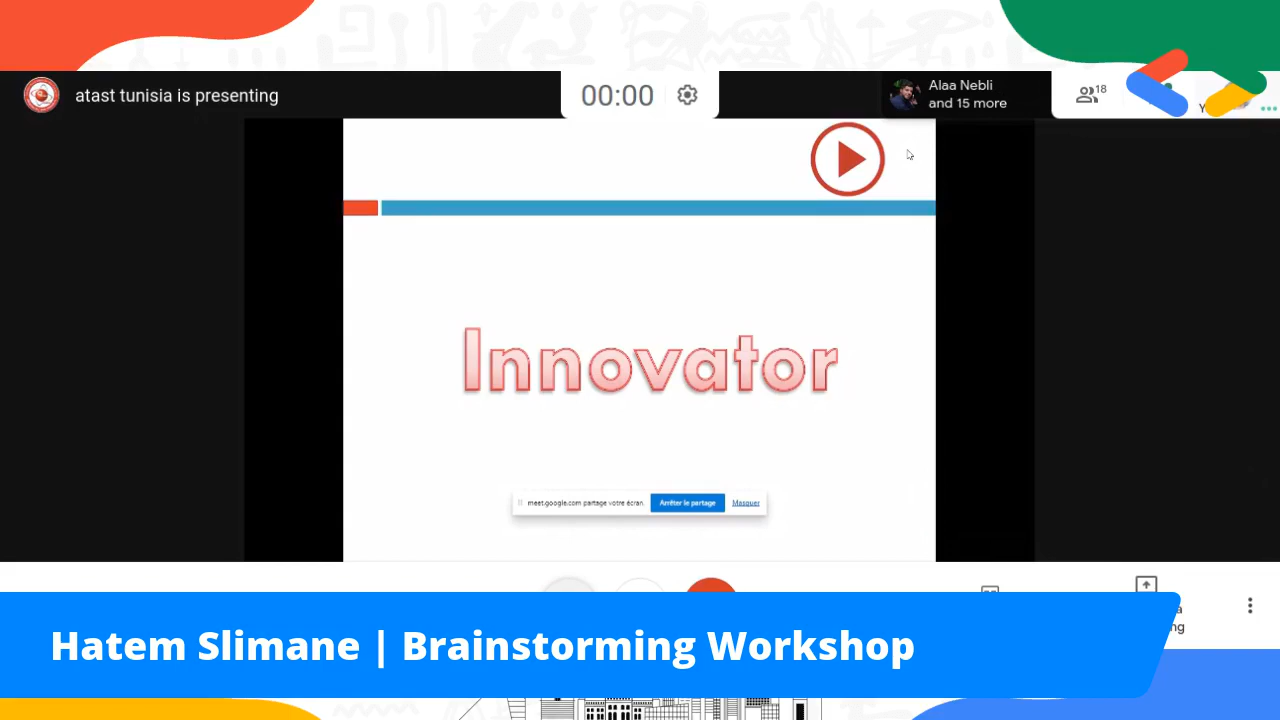 atast tunisia is presenting
00:00
Alaa Nebli
and 15 more
18
Innovator
meet.google.com partage votre écran.
Arrêter le partage
Masquer
Hatem Slimane | Brainstorming Workshop